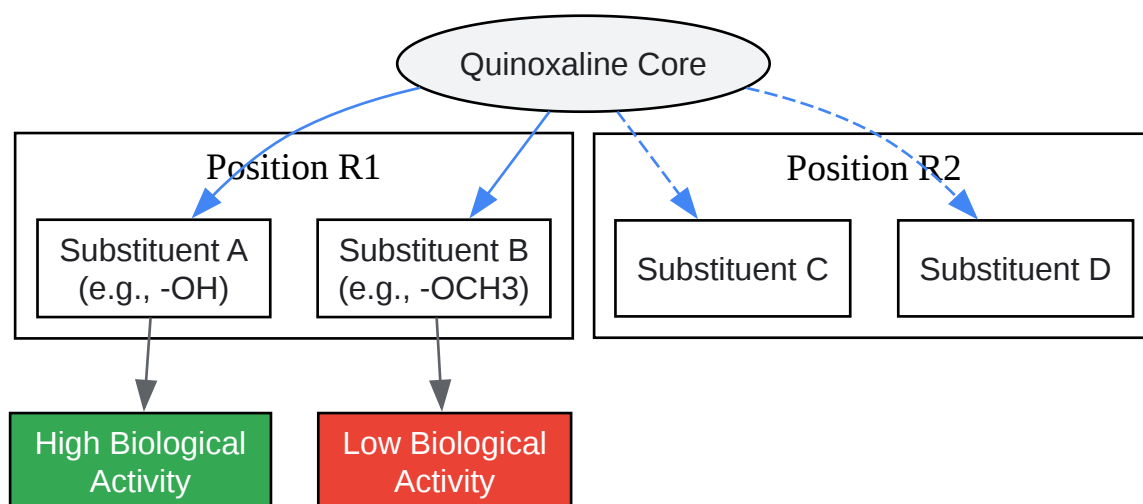 Quinoxaline Core
Position R1
Position R2
Substituent A
(e.g., -OH)
Substituent B
(e.g., -OCH3)
Substituent C
Substituent D
High Biological
Activity
Low Biological
Activity